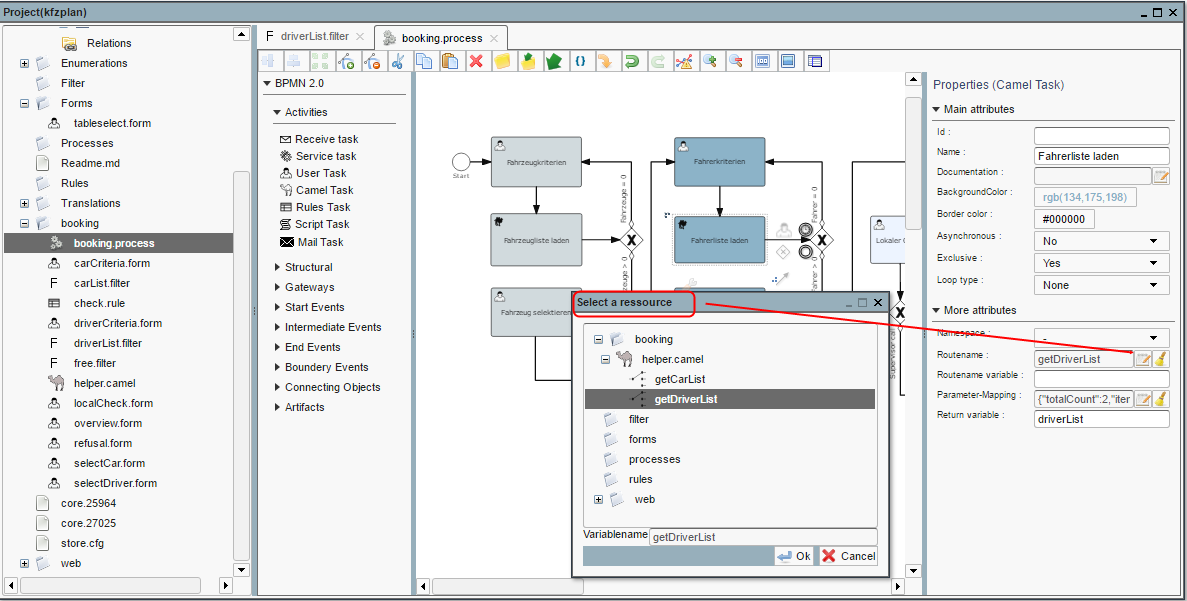 Project(kfzplan)
Relations
Enumerations
Filter
Forms
tableselect.form
Processes
Readme.md
Rules
Translations
booking
booking.process
carCriteria.form
carList.filter
check.rule
driverCriteria.form
driverList.filter
free.filter
helper.camel
localCheck.form
overview.form
refusal.form
selectCar.form
selectDriver.form
core.25964
core.27025
store.cfg
web
F driverList.filter
booking.process
BPMN 2.0
Activities
Receive task
Service task
User Task
Camel Task
Rules Task
Script Task
Mail Task
Structural
Gateways
Start Events
Intermediate Events
End Events
Boundary Events
Connecting Objects
Artifacts
Start
Fahrzeugkriterien
Fahrzeugliste laden
Fahrzeug selektieren
Fahrzeuge = 0
Fahrerkriterien
Fahrerliste laden
Fahrer = 0
Fahrer > 0
Lokaler
Select a ressource
booking
helper.camel
getCarList
getDriverList
filter
forms
processes
rules
web
Variablename getDriverList
Ok
Cancel
Properties (Camel Task)
Main attributes
Id :
Name : Fahrerliste laden
Documentation :
BackgroundColor : rgb(134,175,198)
Border color : #000000
Asynchronous : No
Exclusive : Yes
Loop type : None
More attributes
Namespace : -
Routename : getDriverList
Routename variable :
Parameter-Mapping : {"totalCount":2,"iter
Return variable : driverList